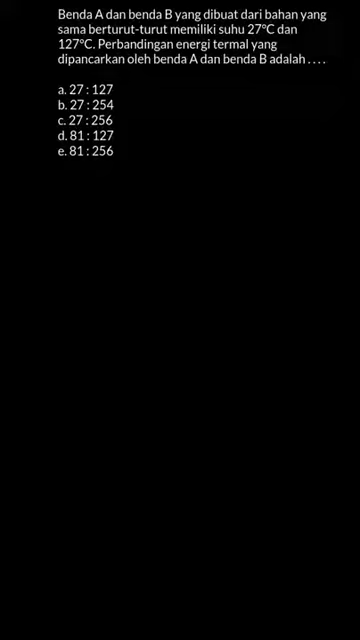 Benda A dan benda B yang dibuat dari bahan yang
sama berturut-turut memiliki suhu 27°C dan
127°C. Perbandingan energi termal yang
dipancarkan oleh benda A dan benda B adalah . . . .
a. 27 : 127
b. 27 : 254
c. 27 : 256
d. 81 : 127
e. 81 : 256